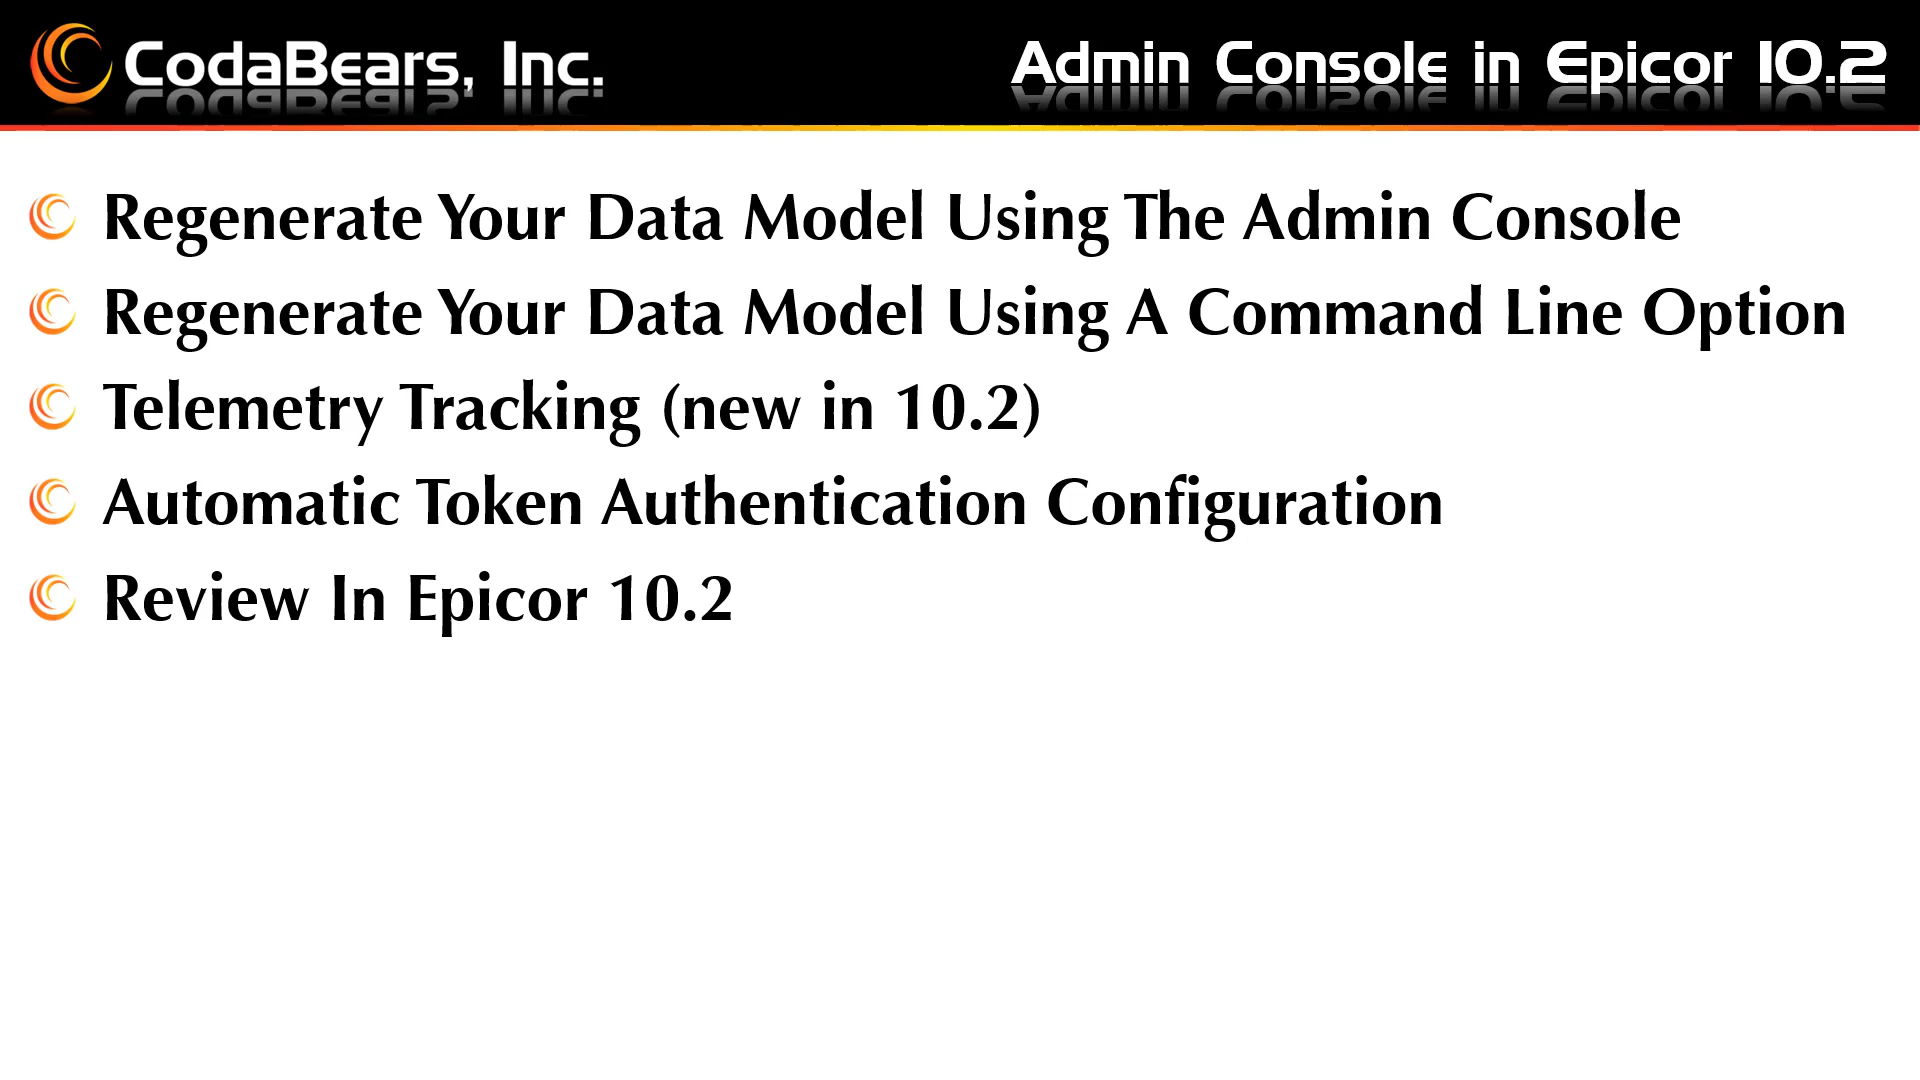 CodaBears, Inc.
Admin Console in Epicor 10.2
Regenerate Your Data Model Using The Admin Console
Regenerate Your Data Model Using A Command Line Option
Telemetry Tracking (new in 10.2)
Automatic Token Authentication Configuration
Review In Epicor 10.2